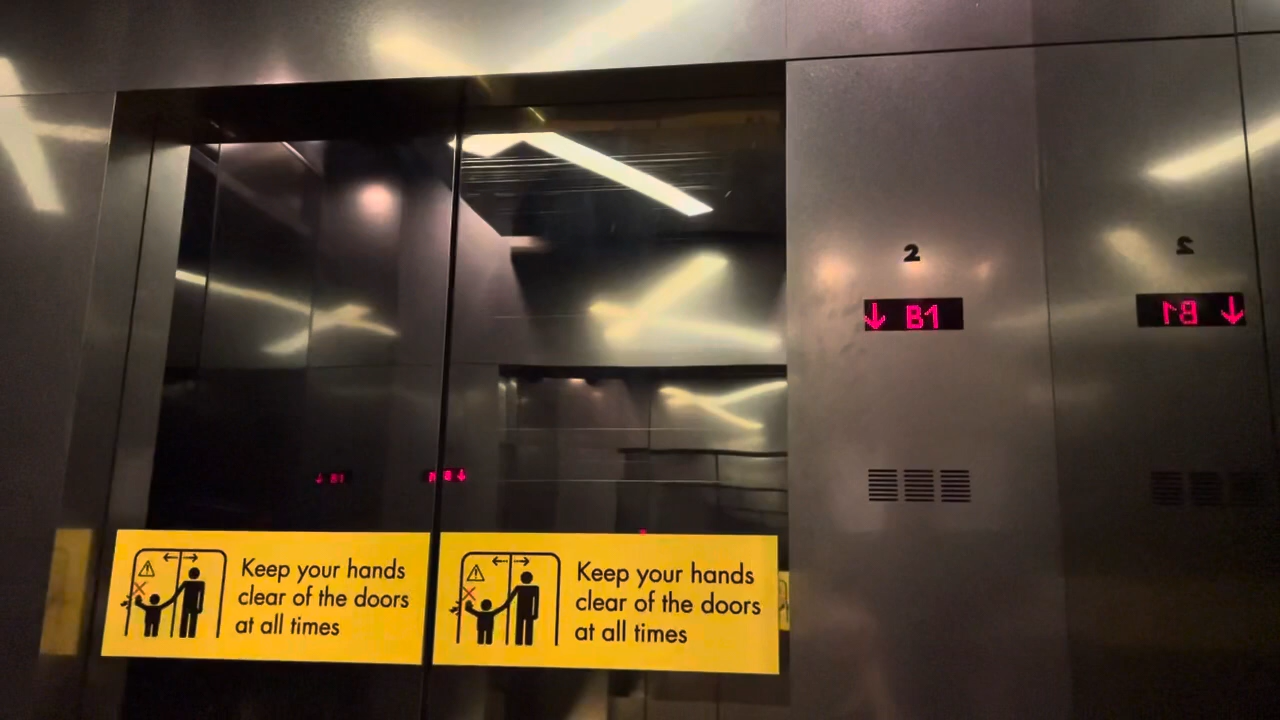 2
↓ B1
Keep your hands
clear of the doors
at all times
Keep your hands
clear of the doors
at all times